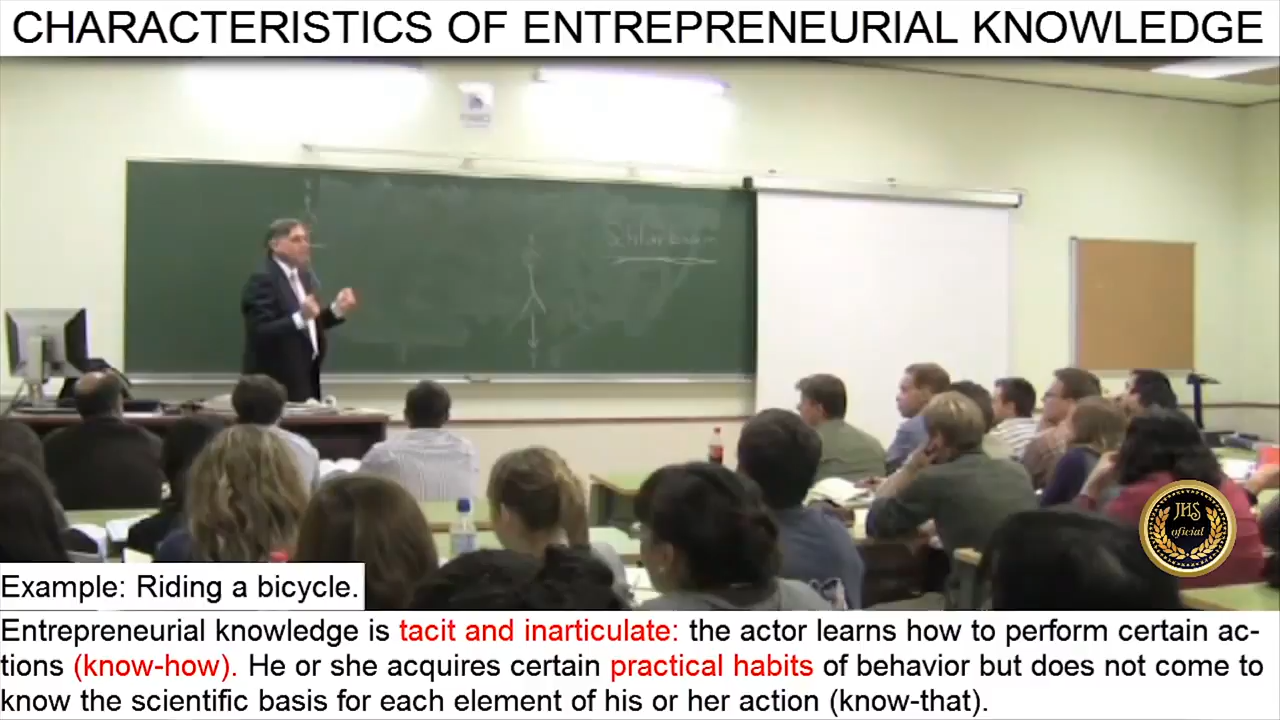 CHARACTERISTICS OF ENTREPRENEURIAL KNOWLEDGE
JHS
oficial
Example: Riding a bicycle.
Entrepreneurial knowledge is tacit and inarticulate: the actor learns how to perform certain ac-
tions (know-how). He or she acquires certain practical habits of behavior but does not come to
know the scientific basis for each element of his or her action (know-that).